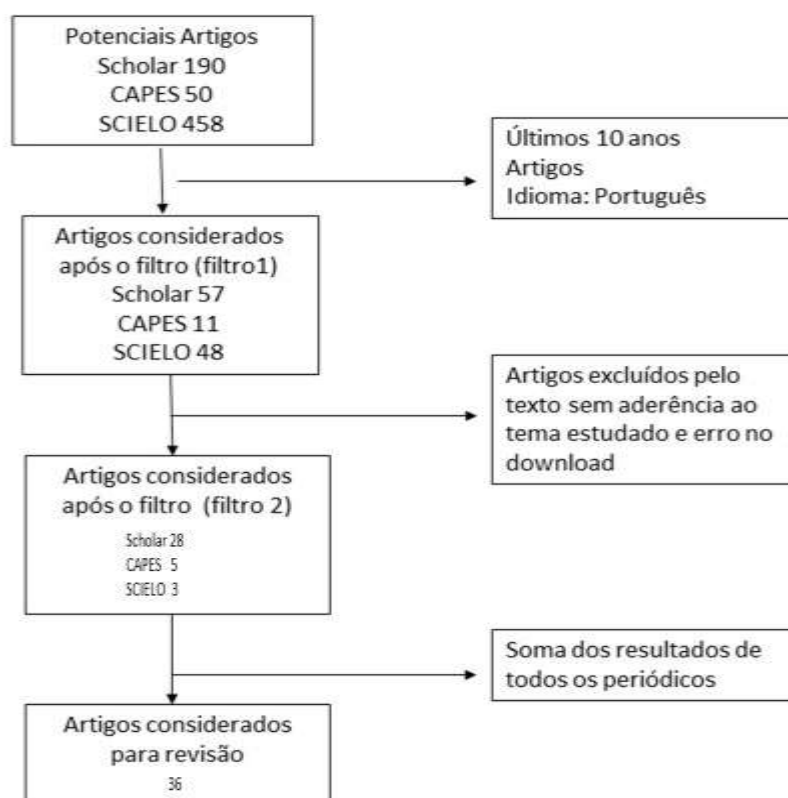 Potenciais Artigos
Scholar 190
CAPES 50
SCIELO 458
Últimos 10 anos
Artigos
Idioma: Português
Artigos considerados
após o filtro (filtro1)
Scholar 57
CAPES 11
SCIELO 48
Artigos excluídos pelo
texto sem aderência ao
tema estudado e erro no
download
Artigos considerados
após o filtro (filtro 2)
Scholar 28
CAPES 5
SCIELO 3
Soma dos resultados de
todos os periódicos
Artigos considerados
para revisão
36